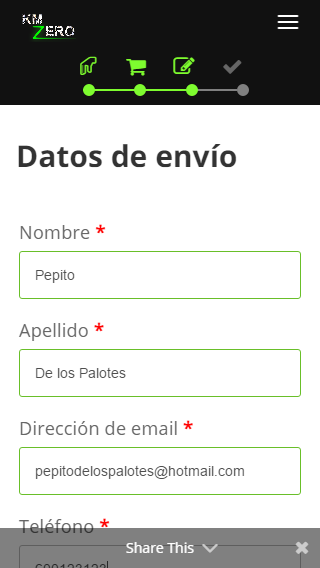 KM
ZERO
Datos de envío
Nombre *
Pepito
Apellido *
De los Palotes
Dirección de email *
pepitodelospalotes@hotmail.com
Teléfono *
Share This